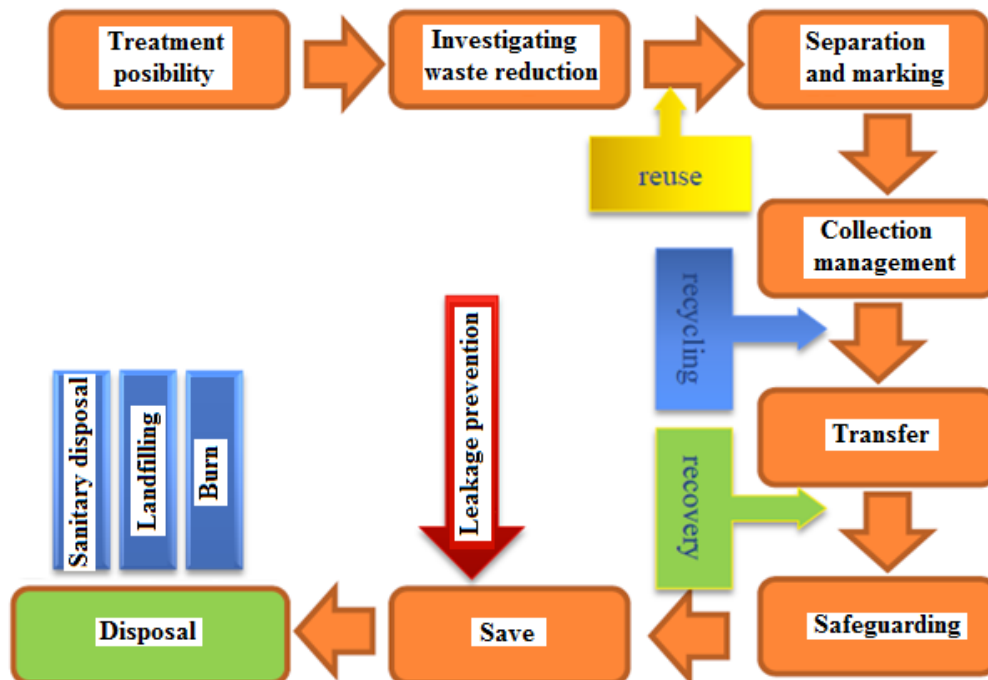 Treatment
posibility
Investigating
waste reduction
Separation
and marking
reuse
Collection
management
recycling
Transfer
recovery
Safeguarding
Leakage prevention
Save
Sanitary disposal
Landfilling
Burn
Disposal